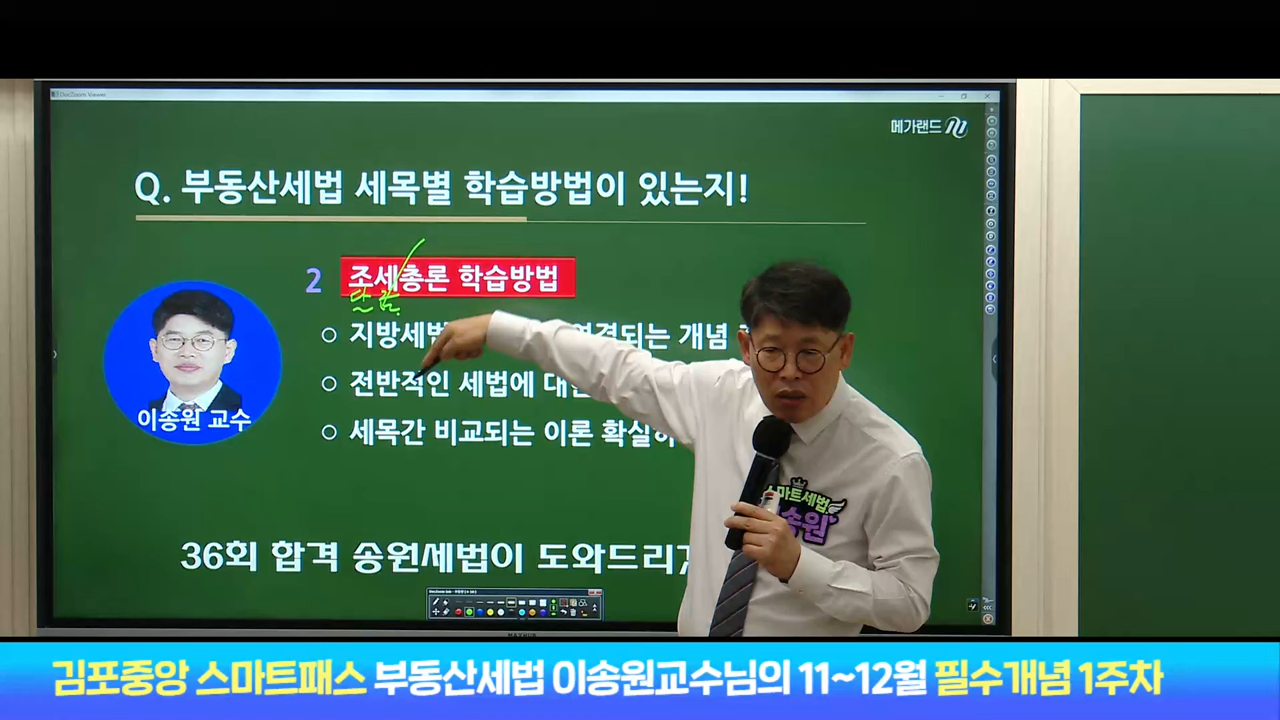 DocZoom Viewer
메가랜드
Q. 부동산세법 세목별 학습방법이 있는지!
2 조세총론 학습방법
○ 지방세법 연결되는 개념
○ 전반적인 세법에
○ 세목간 비교되는 이론 확실히
이송원 교수
스마트세법
송원
36회 합격 송원세법이 도와드리
김포중앙 스마트패스 부동산세법 이송원교수님의 11~12월 필수개념 1주차